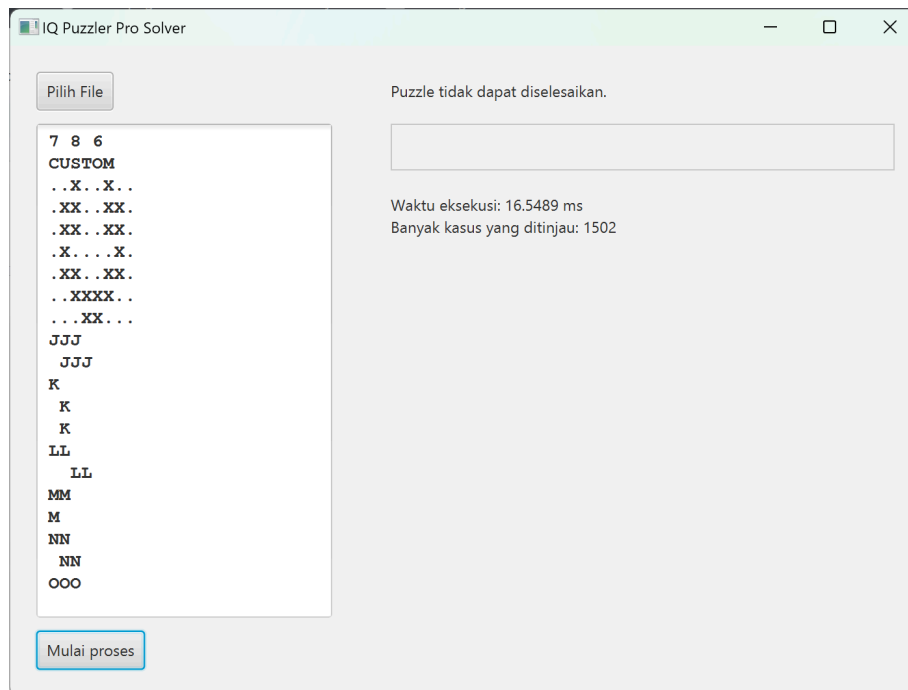 IQ Puzzler Pro Solver
Pilih File
7 8 6
CUSTOM
..X..X..
.XX..XX.
.XX..XX.
.X....X.
.XX..XX.
..XXXX..
...XX...
JJJ
 JJJ
K
 K
 K
LL
  LL
MM
M
NN
 NN
OOO
Mulai proses
Puzzle tidak dapat diselesaikan.
Waktu eksekusi: 16.5489 ms
Banyak kasus yang ditinjau: 1502